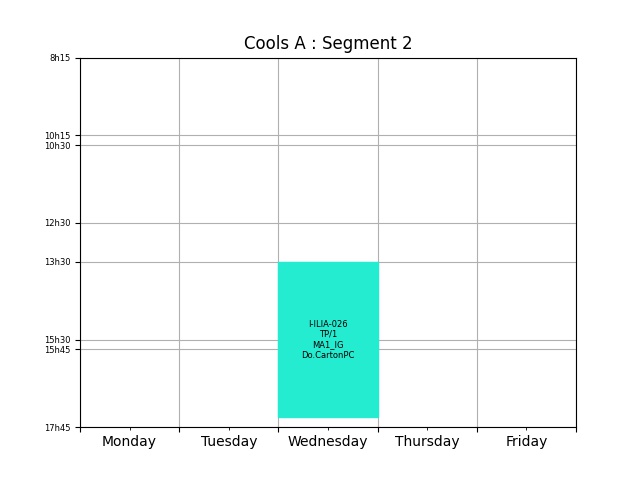 Cools A : Segment 2
8h15
10h15
10h30
12h30
13h30
I-ILIA-026
TP/1
MA1_IG
Do.CartonPC
15h30
15h45
17h45
Monday Tuesday Wednesday Thursday Friday